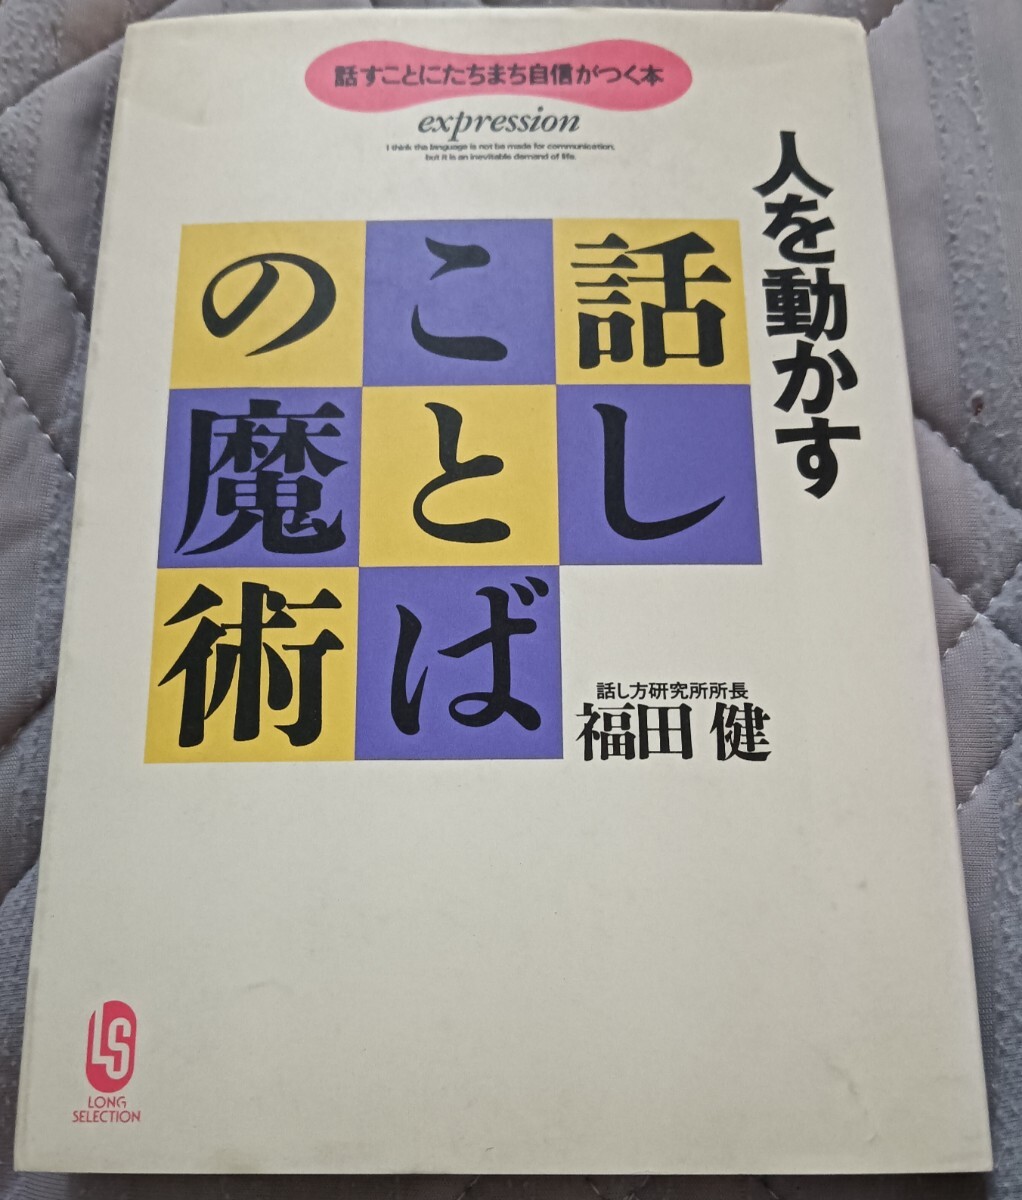 話すことにたちまち自信がつく本
expression
I think the language is not be made for communication,
but it is an inevitable demand of life.
人を動かす
話し
ことば
の魔術
話し方研究所所長
福田 健
LS
LONG
SELECTION